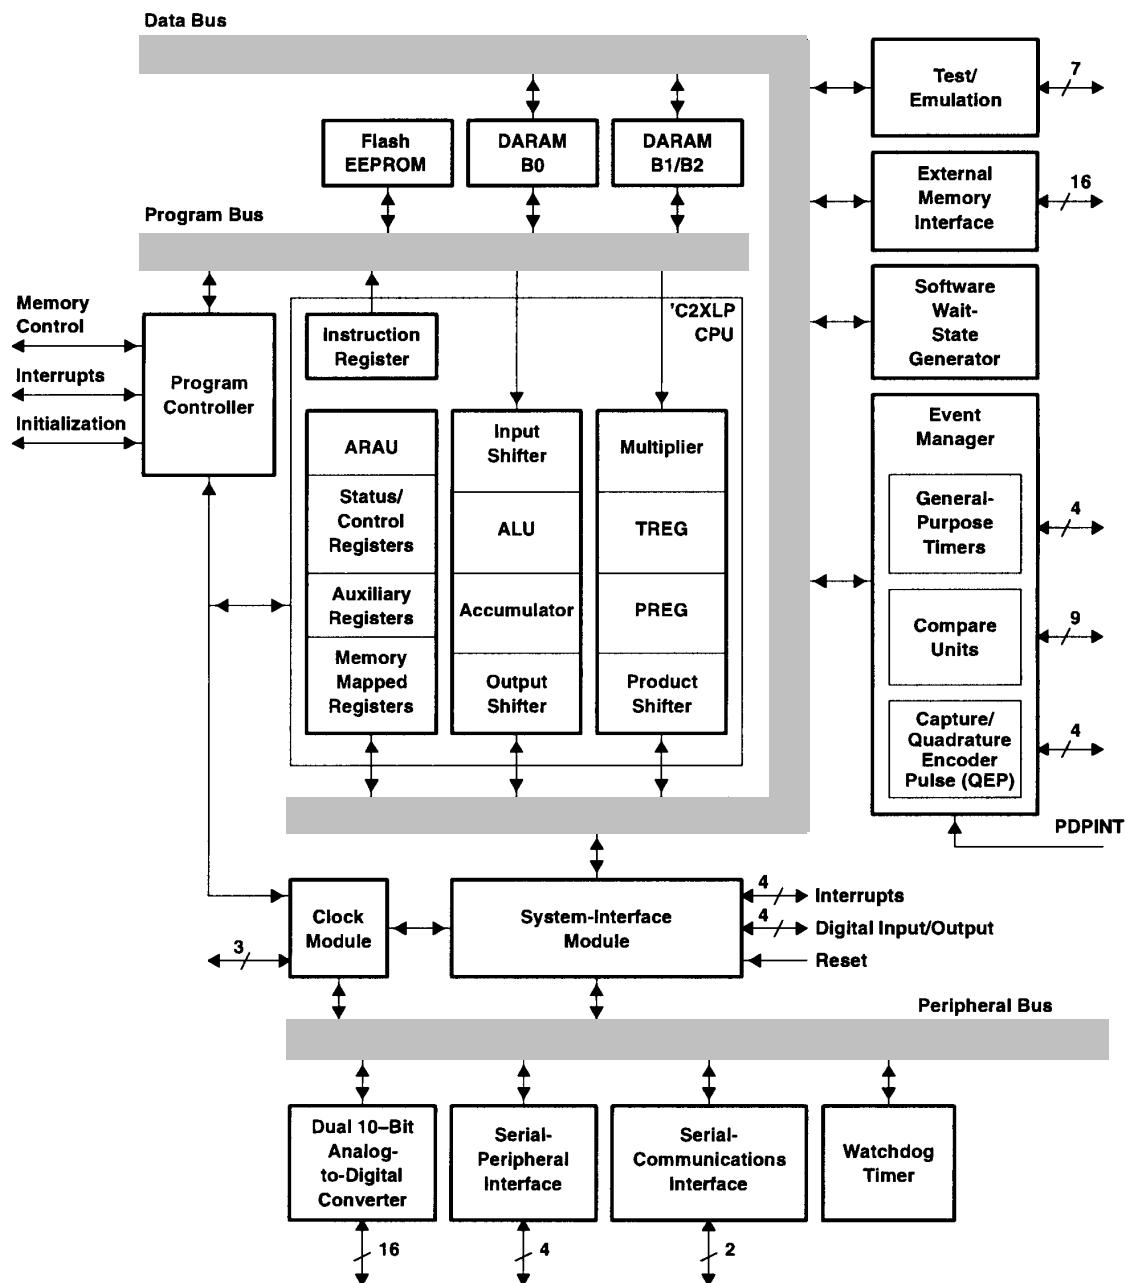 Data Bus
Test/
Emulation
7
Flash
EEPROM
DARAM
B0
DARAM
B1/B2
External
Memory
Interface
16
Program Bus
Software
Wait-
State
Generator
Memory
Control
Interrupts
Initialization
Program
Controller
'C2XLP
CPU
Instruction
Register
ARAU
Status/
Control
Registers
Auxiliary
Registers
Memory
Mapped
Registers
Input
Shifter
ALU
Accumulator
Output
Shifter
Multiplier
TREG
PREG
Product
Shifter
Event
Manager
General-
Purpose
Timers
4
Compare
Units
9
Capture/
Quadrature
Encoder
Pulse (QEP)
4
PDPINT
Clock
Module
3
System-Interface
Module
4
Interrupts
4
Digital Input/Output
Reset
Peripheral Bus
Dual 10–Bit
Analog-
to-Digital
Converter
16
Serial-
Peripheral
Interface
4
Serial-
Communications
Interface
2
Watchdog
Timer